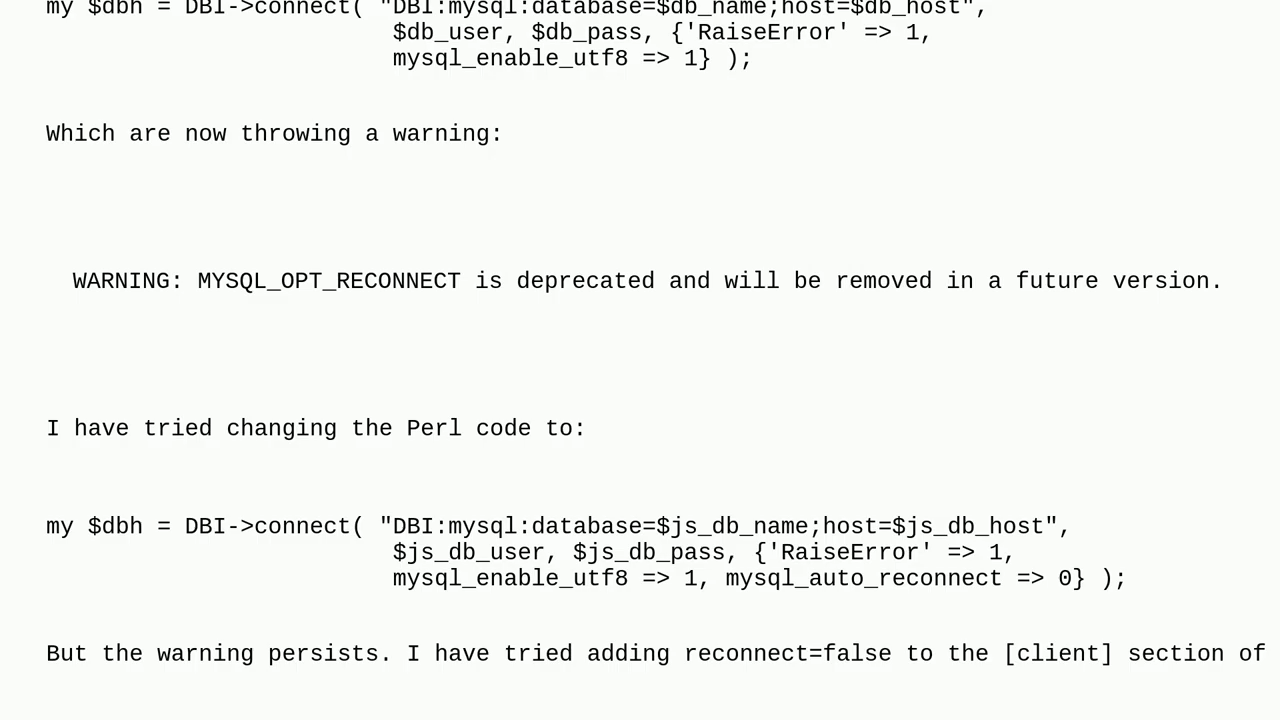 my $dbh = DBI->connect( "DBI:mysql:database=$db_name;host=$db_host",
$db_user, $db_pass, {'RaiseError' => 1,
mysql_enable_utf8 => 1} );
Which are now throwing a warning:
WARNING: MYSQL_OPT_RECONNECT is deprecated and will be removed in a future version.
I have tried changing the Perl code to:
my $dbh = DBI->connect( "DBI:mysql:database=$js_db_name;host=$js_db_host",
$js_db_user, $js_db_pass, {'RaiseError' => 1,
mysql_enable_utf8 => 1, mysql_auto_reconnect => 0} );
But the warning persists. I have tried adding reconnect=false to the [client] section of